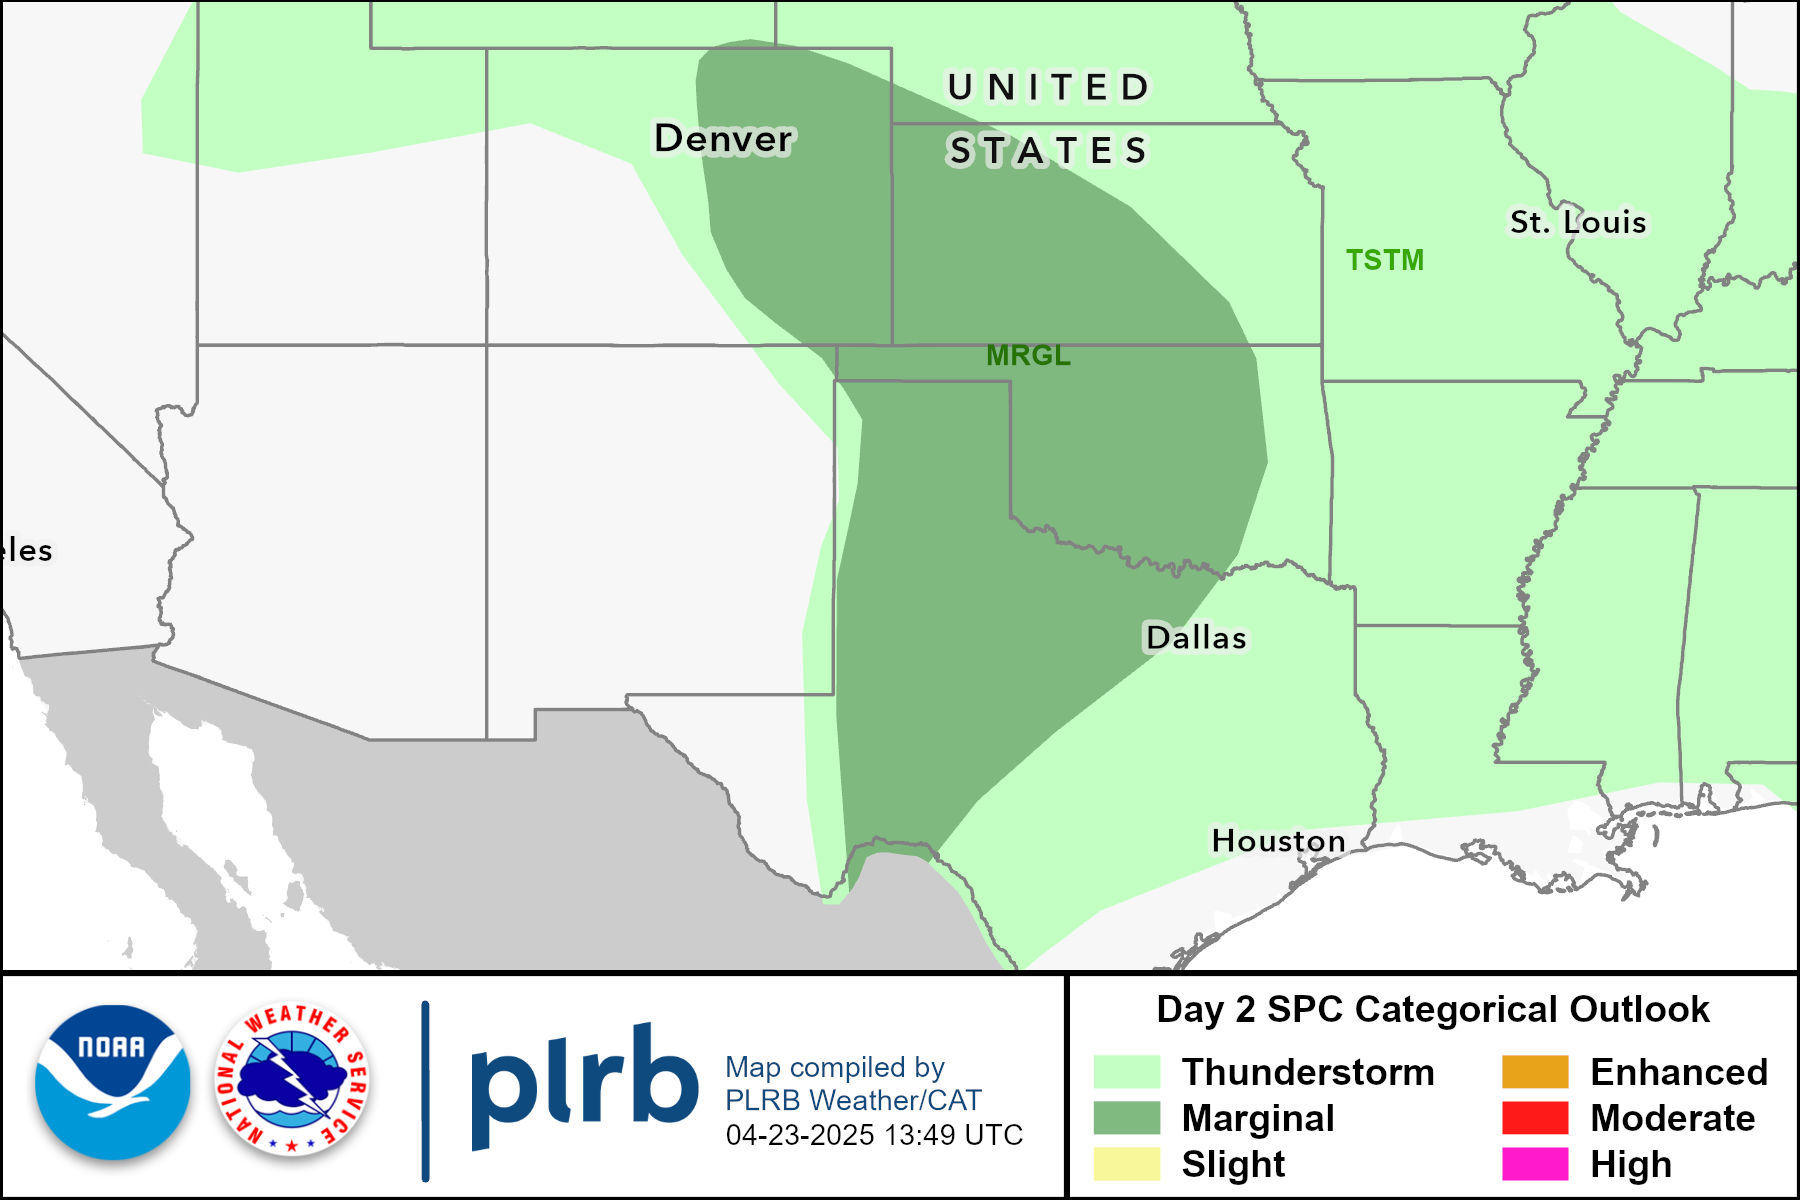 UNITED
STATES
Denver
St. Louis
TSTM
MRGL
eles
Dallas
Houston
NOAA
NATIONAL WEATHER SERVICE
plrb
Map compiled by
PLRB Weather/CAT
04-23-2025 13:49 UTC
Day 2 SPC Categorical Outlook
Thunderstorm
Marginal
Slight
Enhanced
Moderate
High